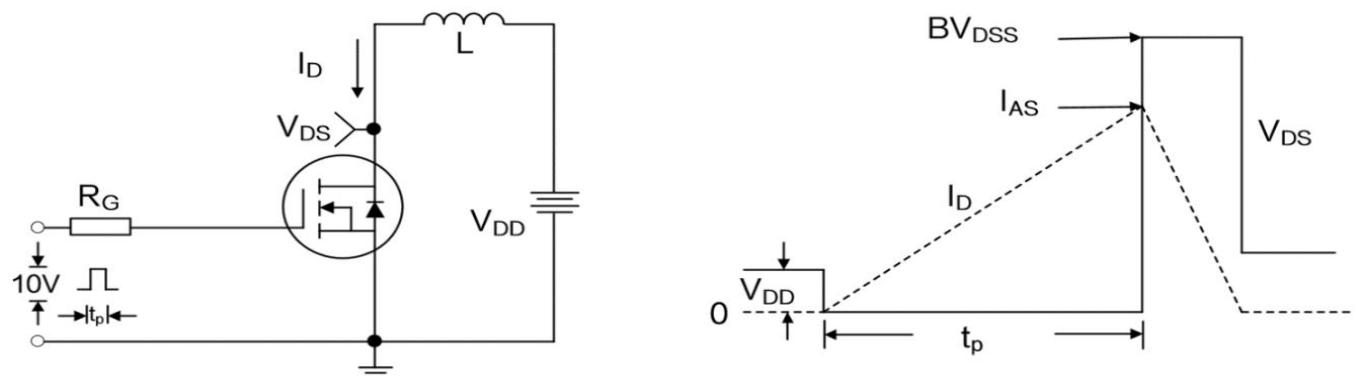 L
I_D
V_DS
R_G
V_DD
10V
t_p
BV_DSS
I_AS
V_DS
I_D
V_DD
0
t_p